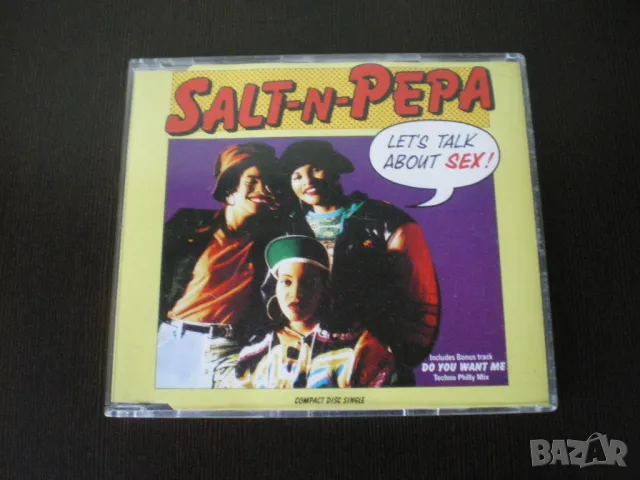 SALT-N-PEPA
LET'S TALK
ABOUT SEX!
Includes Bonus track
DO YOU WANT ME
Techno Philly Mix
COMPACT DISC SINGLE
BAZAR